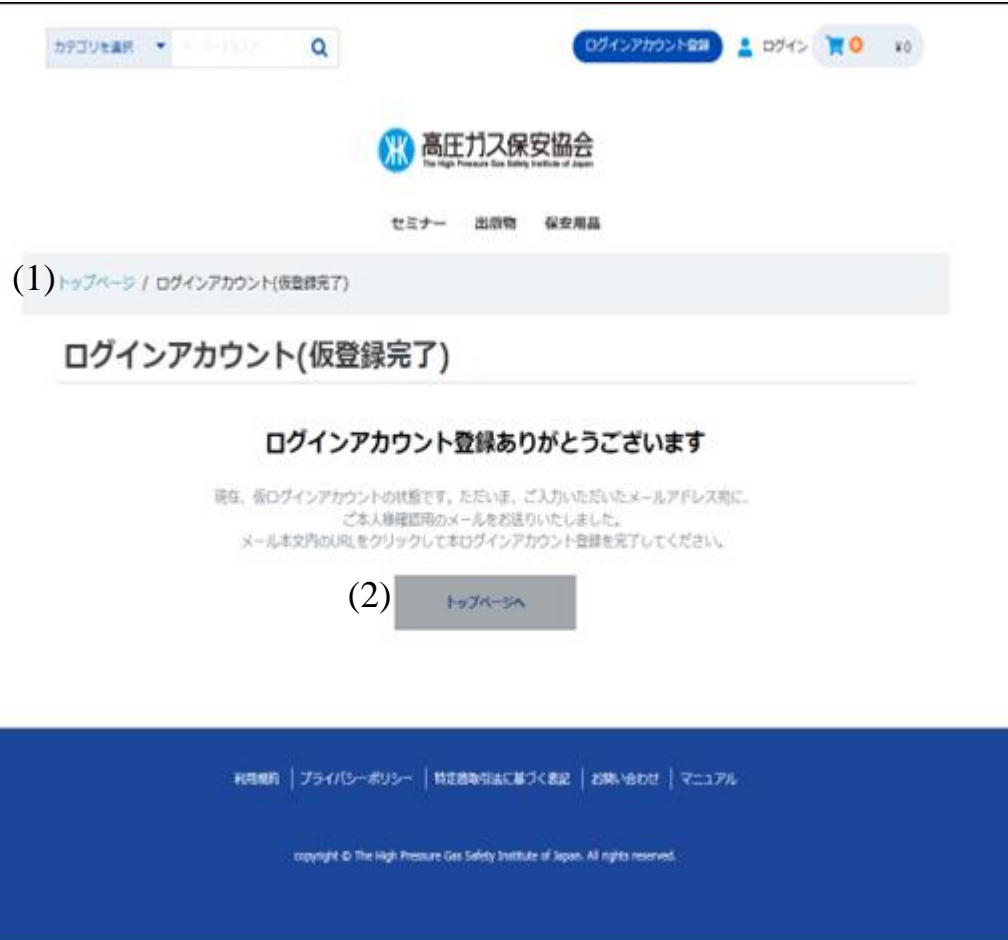 カテゴリを選択
ログインアカウント登録 ログイン 0 ¥0
高圧ガス保安協会
The High Pressure Gas Safety Institute of Japan
セミナー 出版物 保安用品
(1) トップページ / ログインアカウント(仮登録完了)
ログインアカウント(仮登録完了)
ログインアカウント登録ありがとうございます
現在、仮ログインアカウントの状態です。ただいま、ご入力いただいたメールアドレス宛に、
ご本人様確認用のメールをお送りいたしました。
メール本文内のURLをクリックして本ログインアカウント登録を完了してください。
(2) トップページへ
利用規約 | プライバシーポリシー | 特定商取引法に基づく表記 | お問い合わせ | マニュアル
copyright © The High Pressure Gas Safety Institute of Japan. All rights reserved.